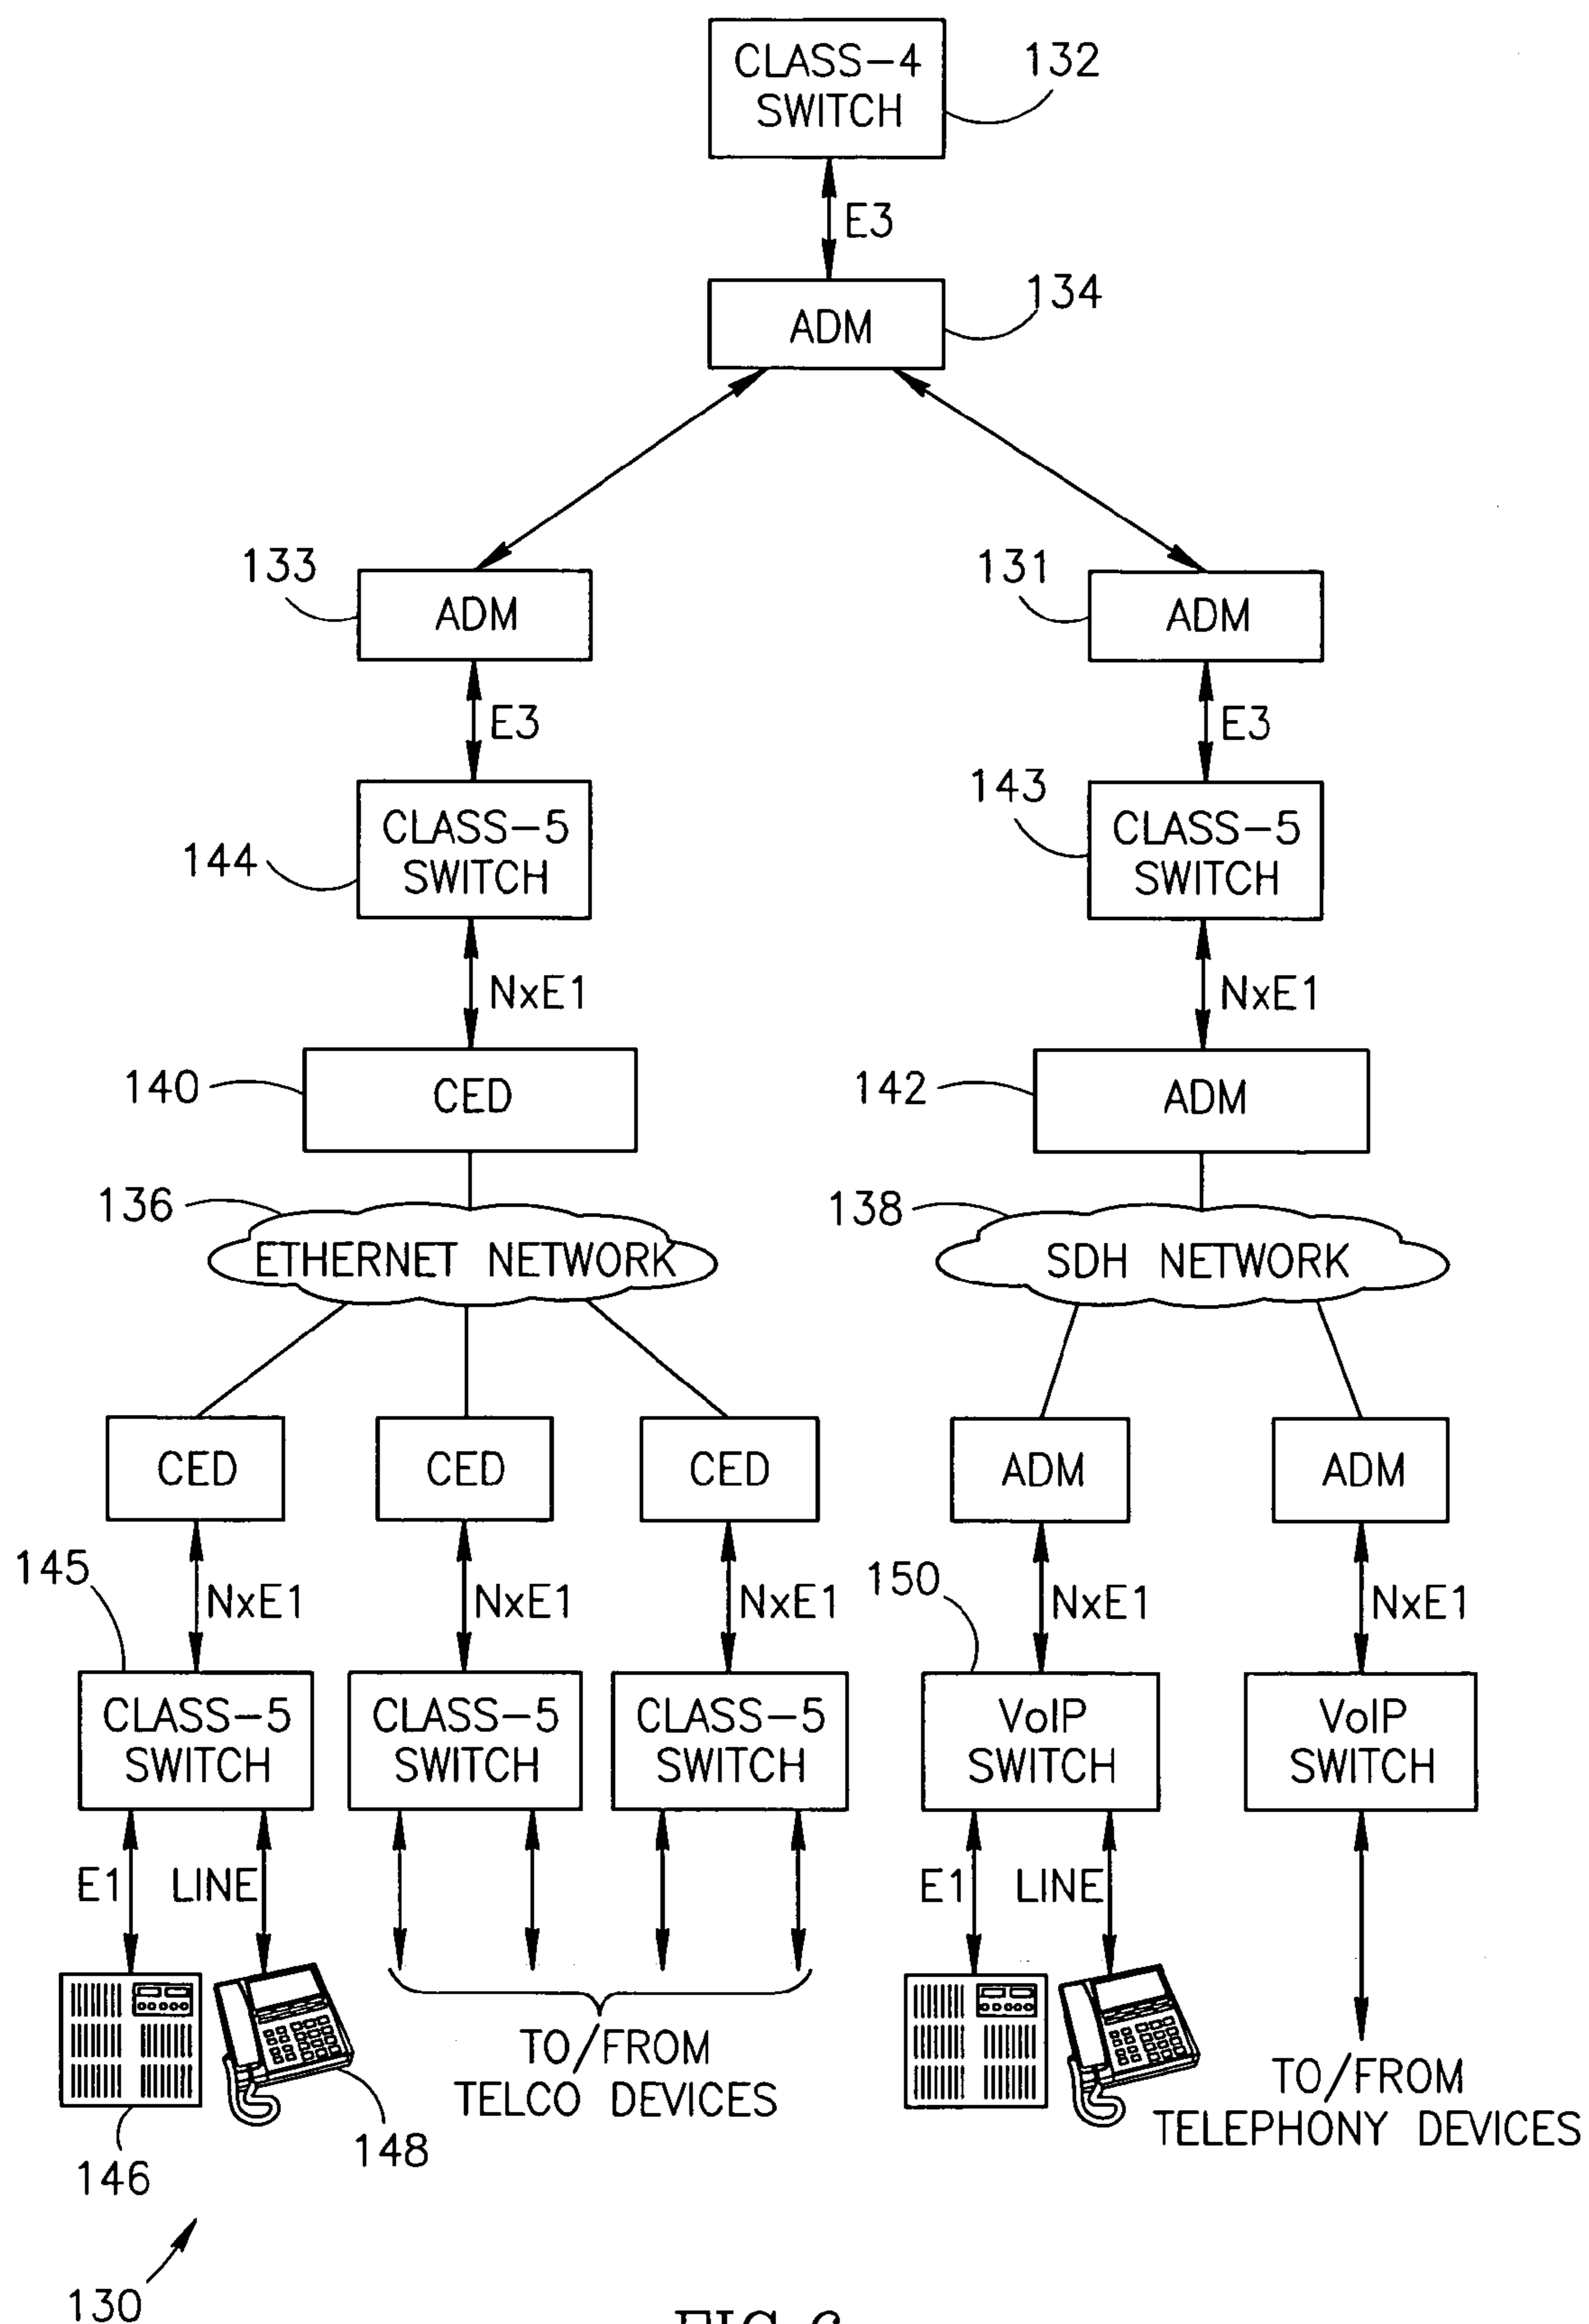 CLASS-4
SWITCH
132
E3
ADM
134
133
ADM
131
ADM
E3
E3
144
CLASS-5
SWITCH
143
CLASS-5
SWITCH
NxE1
NxE1
140
CED
142
ADM
136
ETHERNET NETWORK
138
SDH NETWORK
CED
CED
CED
ADM
ADM
145
NxE1
NxE1
NxE1
150
NxE1
NxE1
CLASS-5
SWITCH
CLASS-5
SWITCH
CLASS-5
SWITCH
VoIP
SWITCH
VoIP
SWITCH
E1
LINE
E1
LINE
TO/FROM
TELCO DEVICES
TO/FROM
TELEPHONY DEVICES
146
148
130